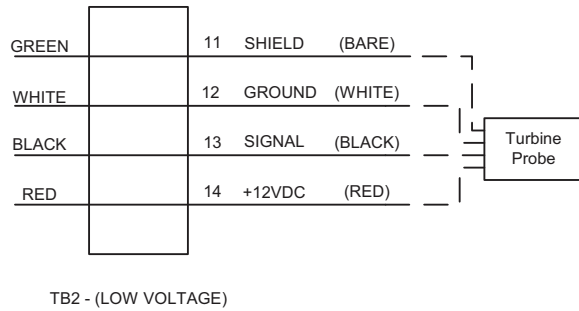 GREEN 11 SHIELD (BARE)
WHITE 12 GROUND (WHITE)
BLACK 13 SIGNAL (BLACK)
RED 14 +12VDC (RED)
Turbine
Probe
TB2 - (LOW VOLTAGE)